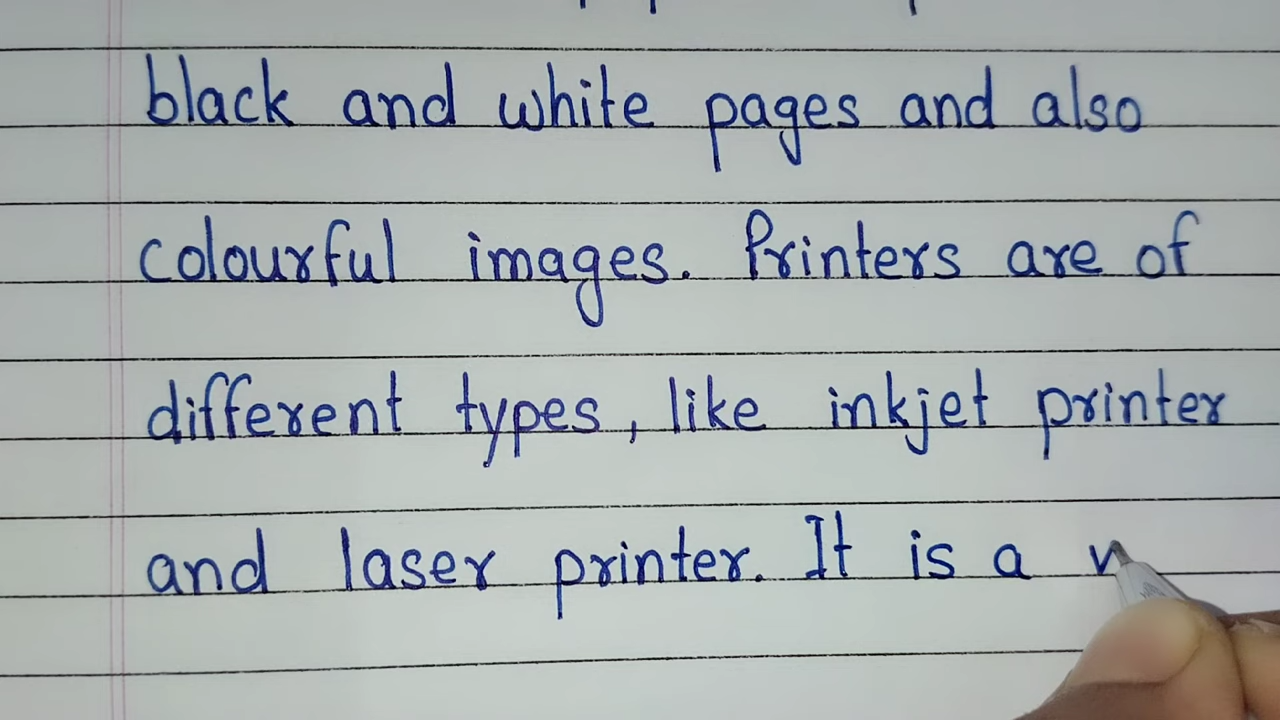 black and white pages and also
colourful images. Printers are of
different types, like inkjet printer
and laser printer. It is a